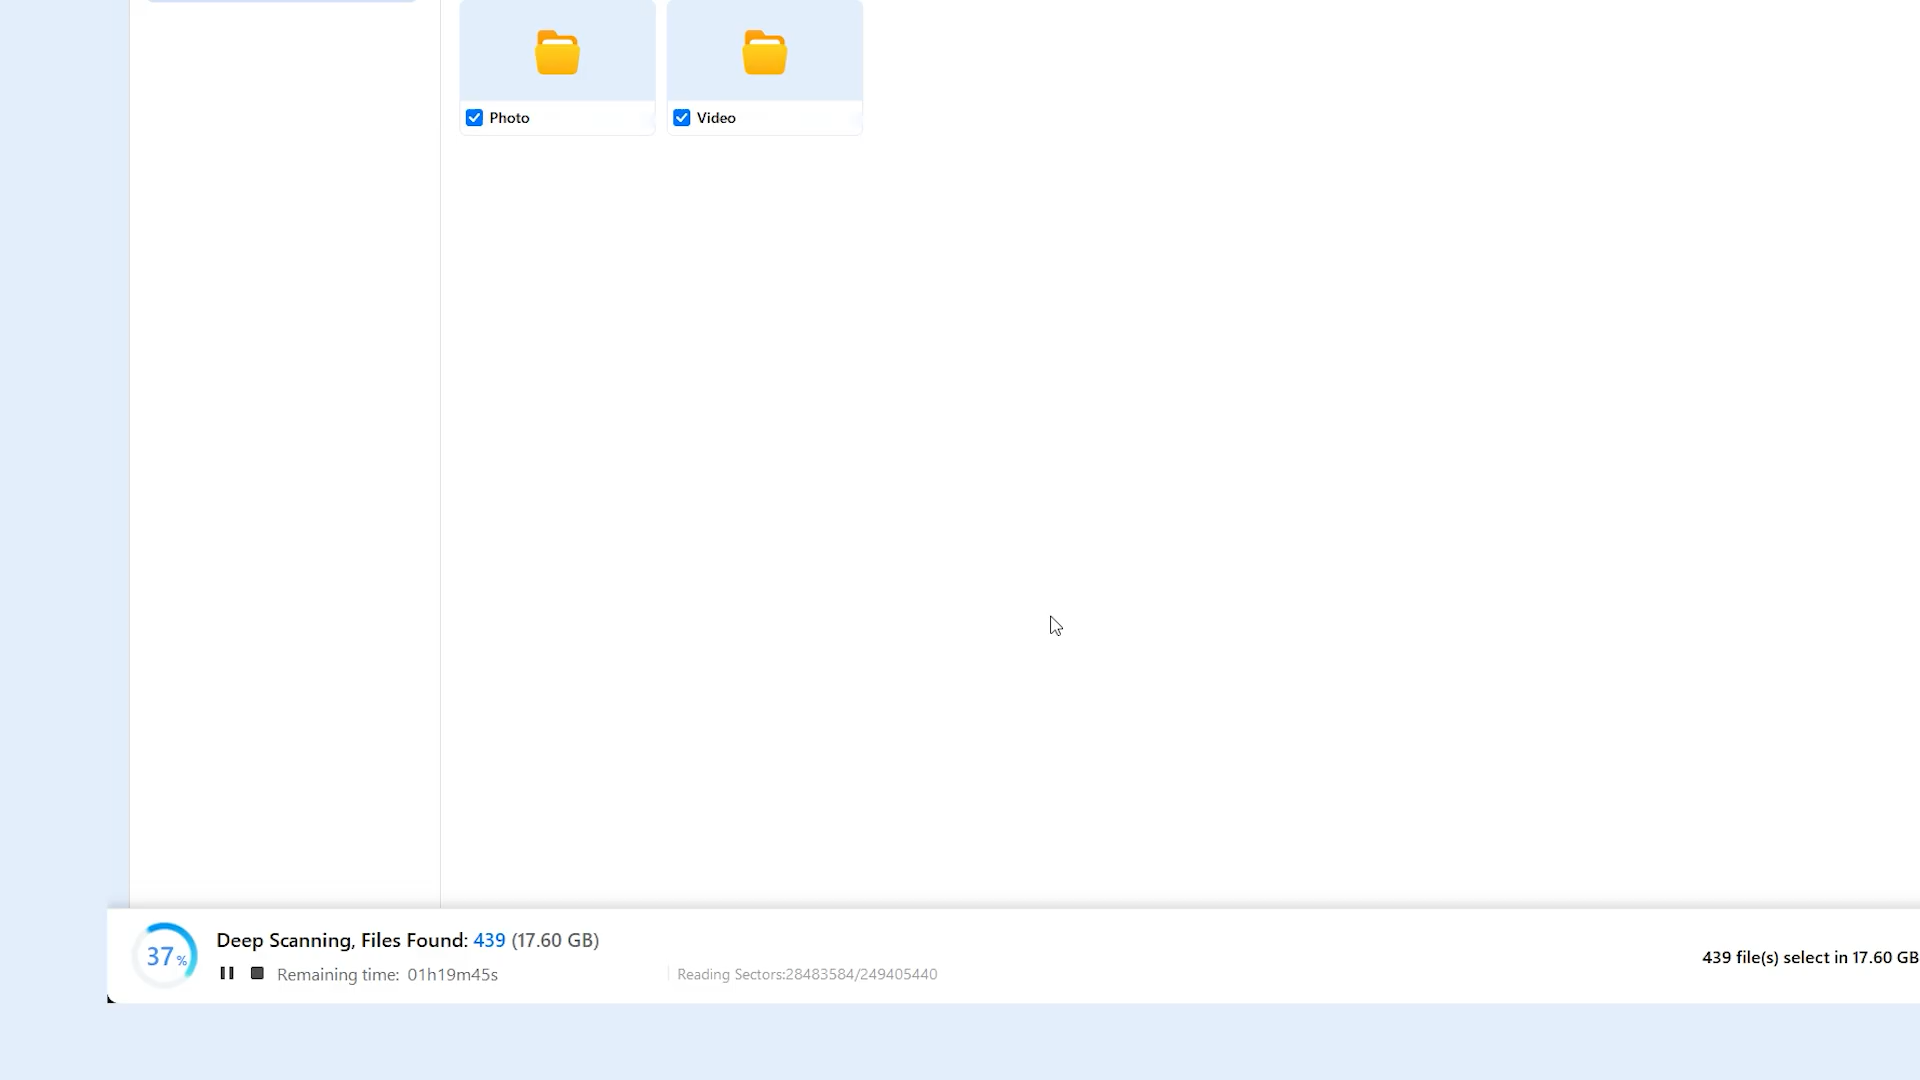 Photo
Video
37%
Deep Scanning, Files Found: 439 (17.60 GB)
Remaining time: 01h19m45s
Reading Sectors:28483584/249405440
439 file(s) select in 17.60 GB